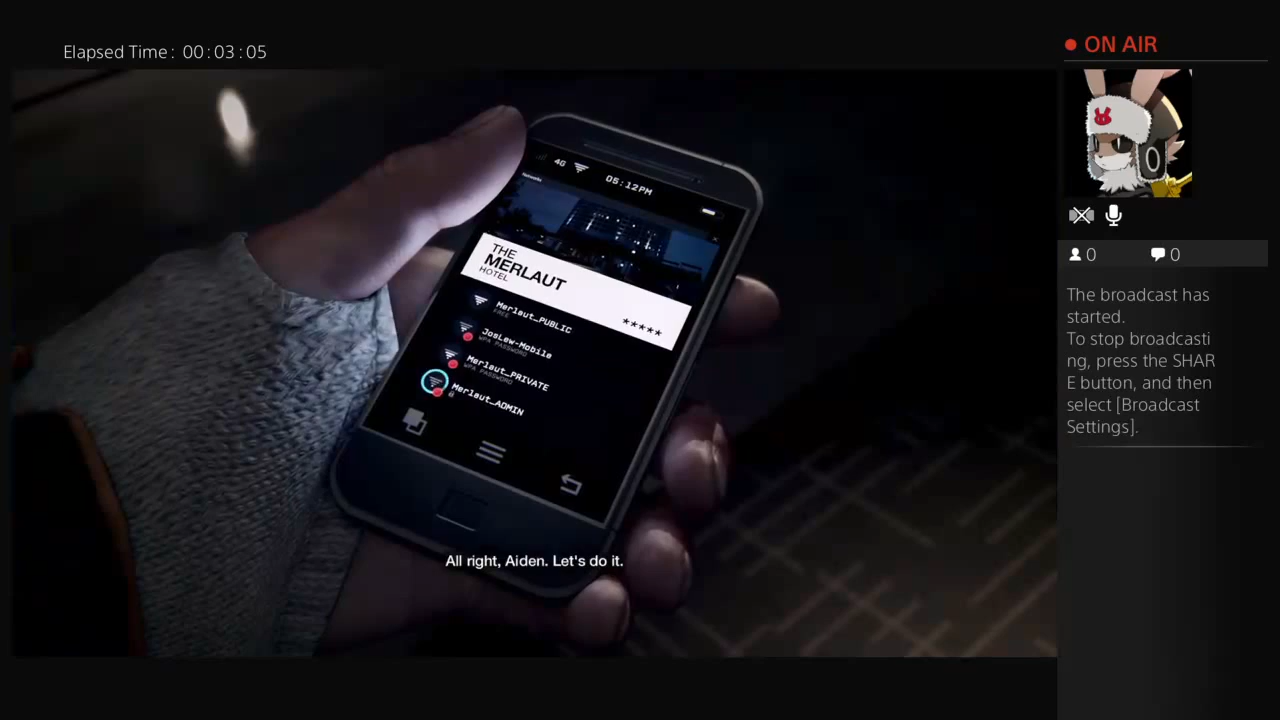 Elapsed Time: 00:03:05
ON AIR
4G
05:12PM
Networks
THE
MERLAUT
HOTEL
★★★★★
Merlaut_PUBLIC
FREE
JosLew-Mobile
WPA PASSWORD
Merlaut_PRIVATE
WPA PASSWORD
Merlaut_ADMIN
All right, Aiden. Let's do it.
0
0
The broadcast has
started.
To stop broadcasti
ng, press the SHAR
E button, and then
select [Broadcast
Settings].